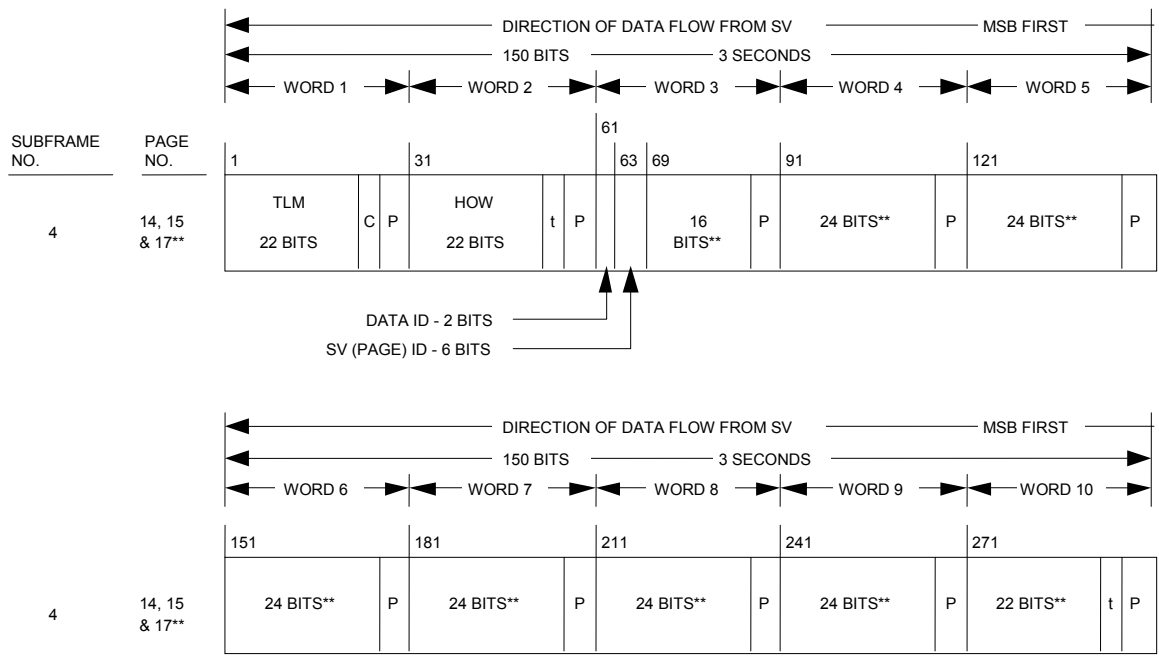 DIRECTION OF DATA FLOW FROM SV MSB FIRST
150 BITS 3 SECONDS
WORD 1 WORD 2 WORD 3 WORD 4 WORD 5
SUBFRAME NO.
PAGE NO.
1 31 61 63 69 91 121
4
14, 15 & 17**
TLM 22 BITS
C
P
HOW 22 BITS
t
P
16 BITS**
P
24 BITS**
P
24 BITS**
P
DATA ID - 2 BITS
SV (PAGE) ID - 6 BITS
DIRECTION OF DATA FLOW FROM SV MSB FIRST
150 BITS 3 SECONDS
WORD 6 WORD 7 WORD 8 WORD 9 WORD 10
151 181 211 241 271
4
14, 15 & 17**
24 BITS**
P
24 BITS**
P
24 BITS**
P
24 BITS**
P
22 BITS**
t
P